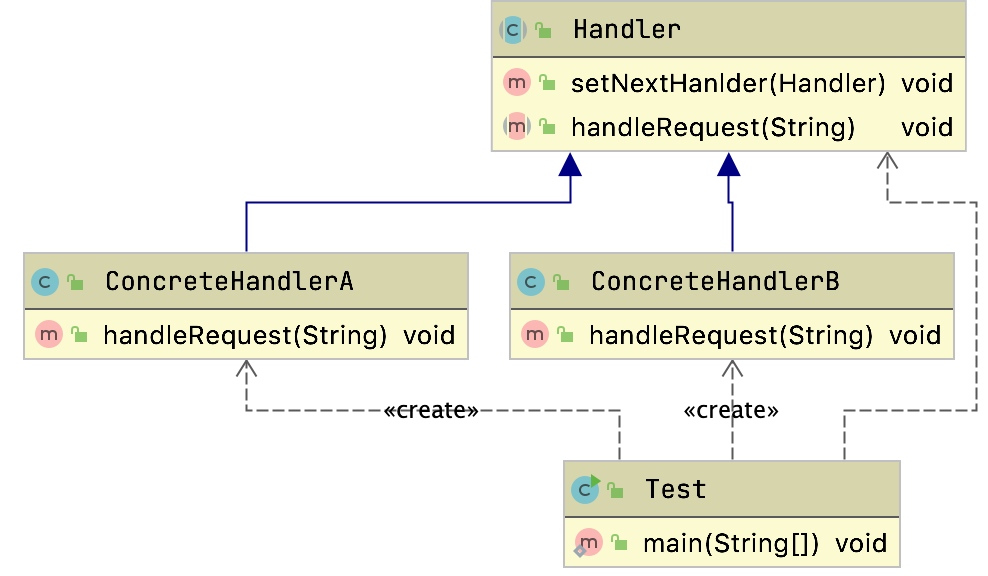 Handler
setNextHanlder(Handler) void
handleRequest(String) void
ConcreteHandlerA
handleRequest(String) void
ConcreteHandlerB
handleRequest(String) void
«create»
«create»
Test
main(String[]) void